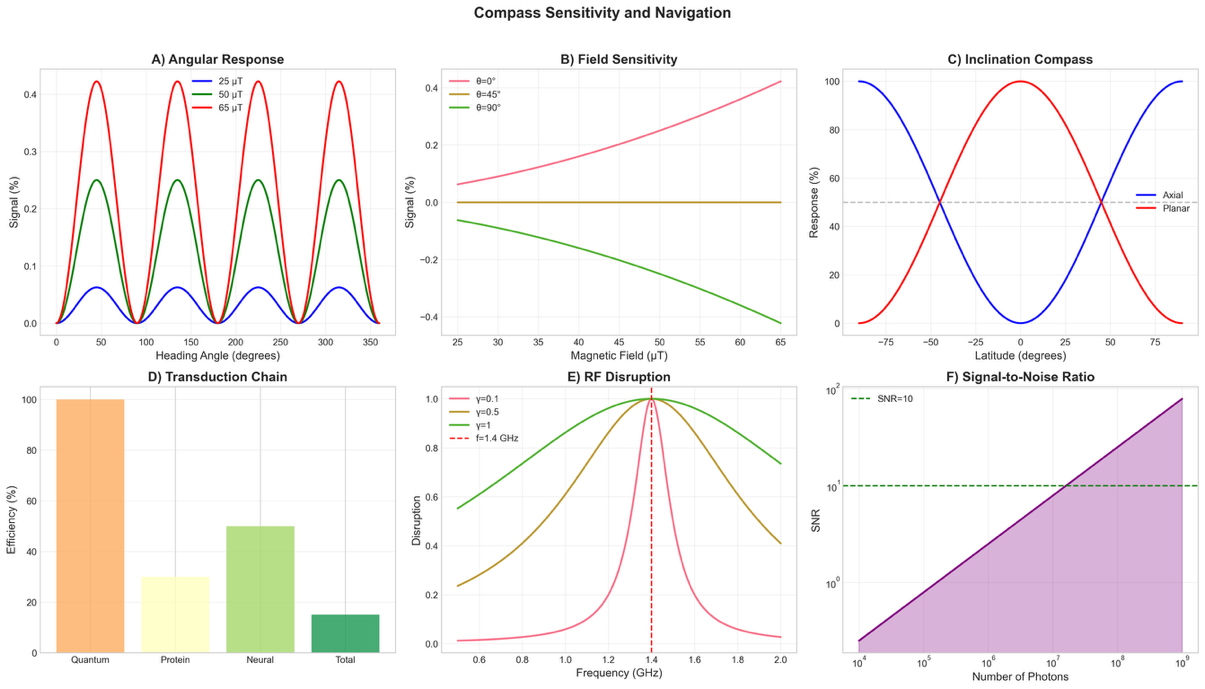 Compass Sensitivity and Navigation
A) Angular Response
Signal (%)
0.4
0.3
0.2
0.1
0.0
25 μT
50 μT
65 μT
0 50 100 150 200 250 300 350
Heading Angle (degrees)
B) Field Sensitivity
Signal (%)
0.4
0.2
0.0
−0.2
−0.4
θ=0°
θ=45°
θ=90°
25 30 35 40 45 50 55 60 65
Magnetic Field (μT)
C) Inclination Compass
Response (%)
100
80
60
40
20
0
Axial
Planar
−75 −50 −25 0 25 50 75
Latitude (degrees)
D) Transduction Chain
Efficiency (%)
100
80
60
40
20
0
Quantum Protein Neural Total
E) RF Disruption
Disruption
1.0
0.8
0.6
0.4
0.2
0.0
γ=0.1
γ=0.5
γ=1
f=1.4 GHz
0.6 0.8 1.0 1.2 1.4 1.6 1.8 2.0
Frequency (GHz)
F) Signal-to-Noise Ratio
SNR
10²
10¹
10⁰
SNR=10
10⁴ 10⁵ 10⁶ 10⁷ 10⁸ 10⁹
Number of Photons